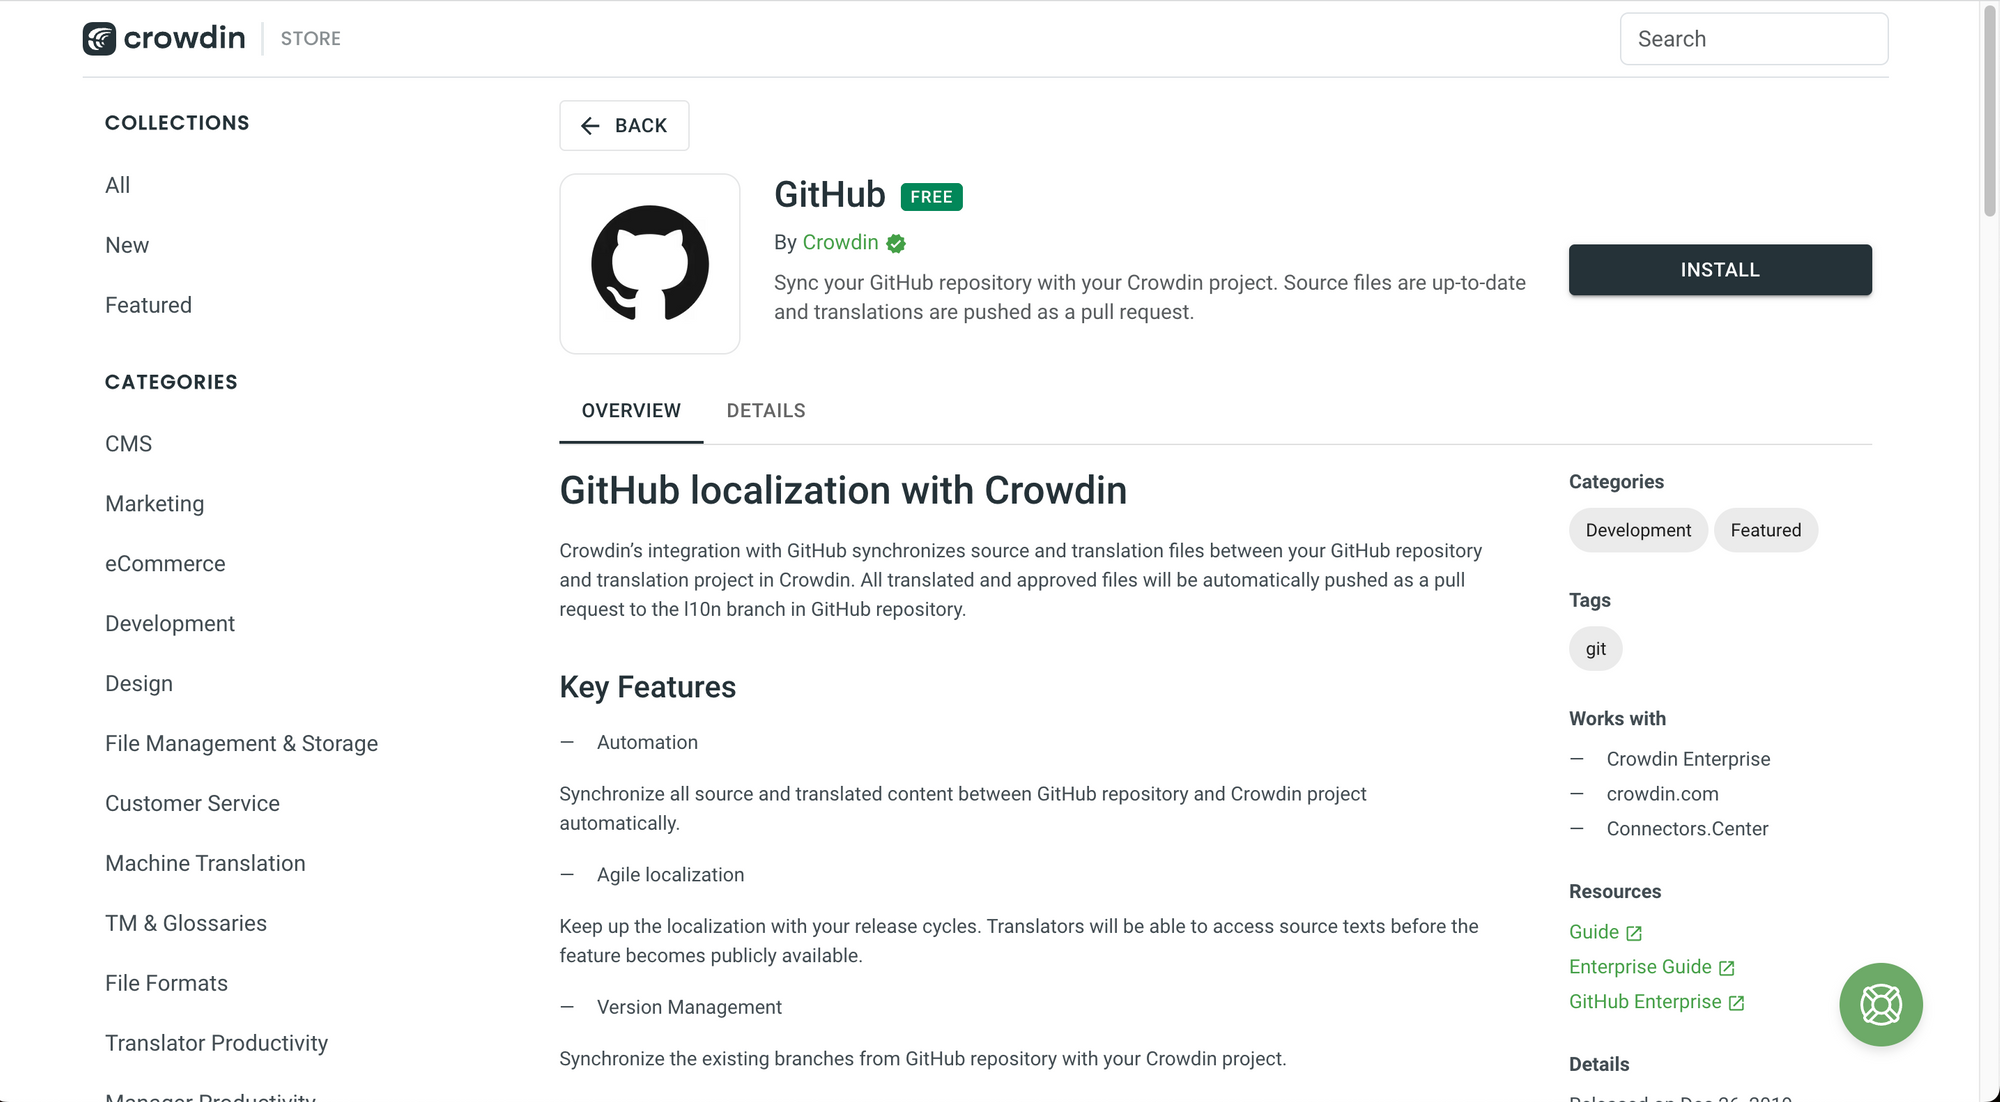 crowdin STORE
Search
COLLECTIONS
All
New
Featured
CATEGORIES
CMS
Marketing
eCommerce
Development
Design
File Management & Storage
Customer Service
Machine Translation
TM & Glossaries
File Formats
Translator Productivity
Manager Productivity
BACK
GitHub FREE
By Crowdin
Sync your GitHub repository with your Crowdin project. Source files are up-to-date
and translations are pushed as a pull request.
INSTALL
OVERVIEW DETAILS
GitHub localization with Crowdin
Crowdin’s integration with GitHub synchronizes source and translation files between your GitHub repository
and translation project in Crowdin. All translated and approved files will be automatically pushed as a pull
request to the l10n branch in GitHub repository.
Key Features
— Automation
Synchronize all source and translated content between GitHub repository and Crowdin project
automatically.
— Agile localization
Keep up the localization with your release cycles. Translators will be able to access source texts before the
feature becomes publicly available.
— Version Management
Synchronize the existing branches from GitHub repository with your Crowdin project.
Categories
Development Featured
Tags
git
Works with
— Crowdin Enterprise
— crowdin.com
— Connectors.Center
Resources
Guide
Enterprise Guide
GitHub Enterprise
Details
Released on Dec 26, 2019